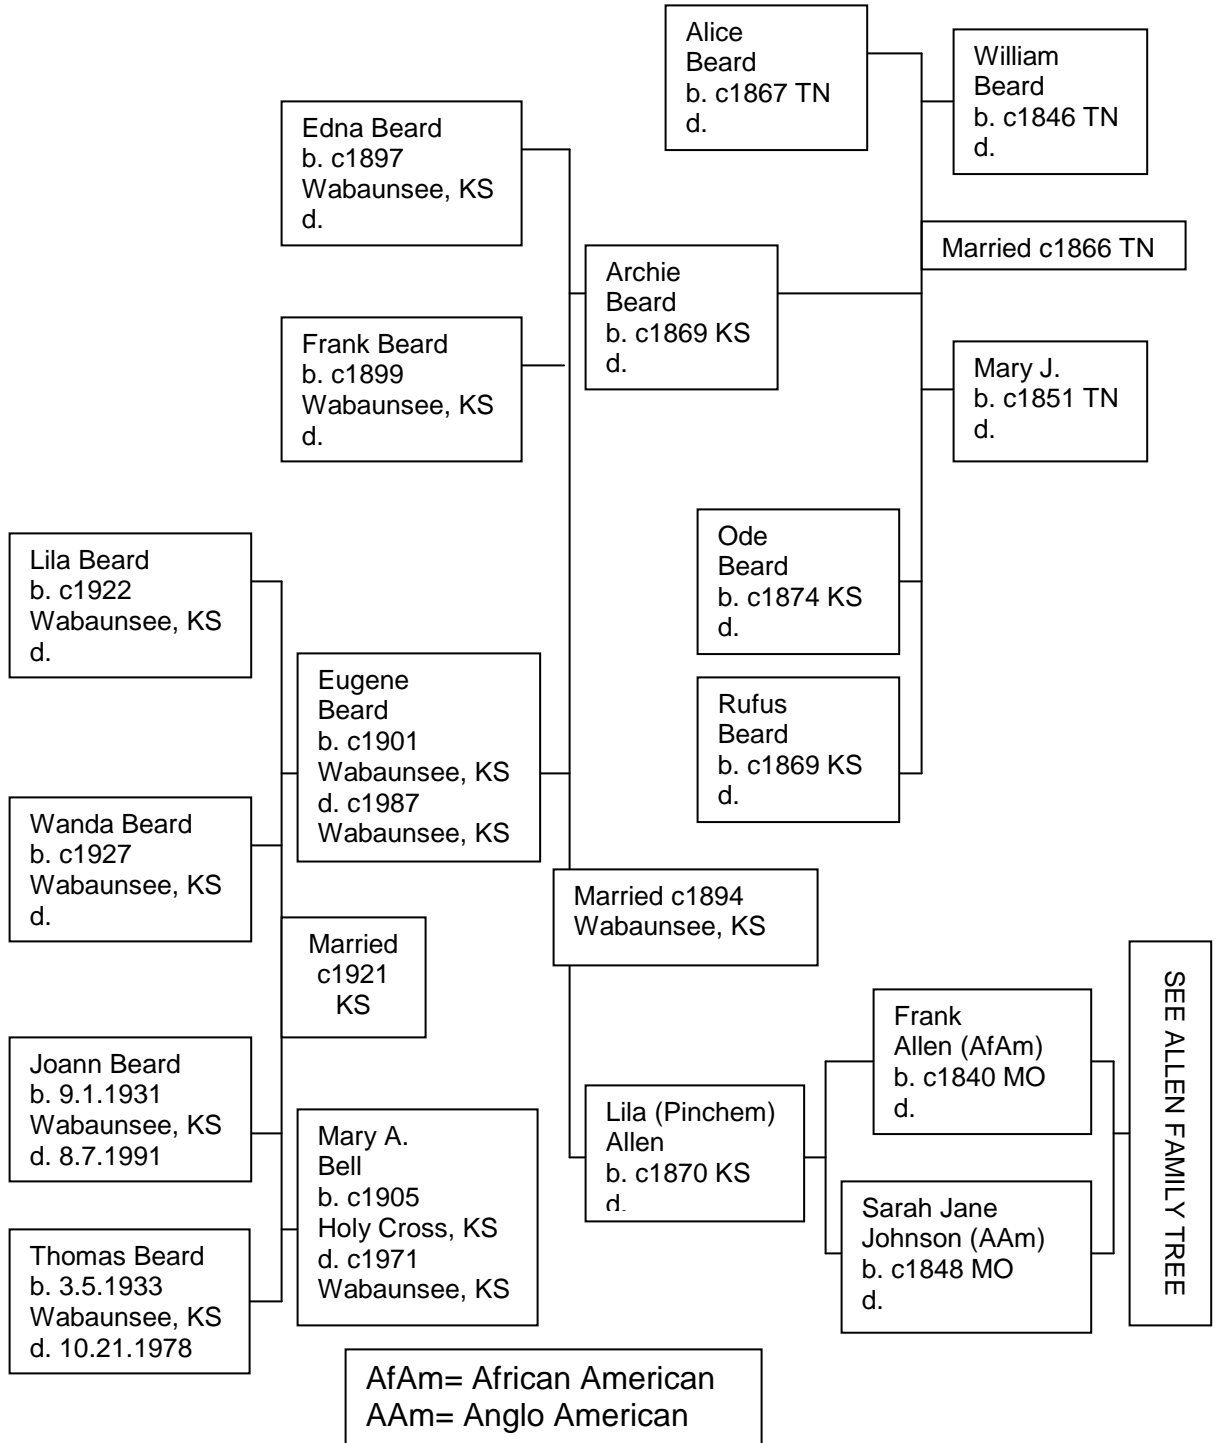 Alice
Beard
b. c1867 TN
d.
William
Beard
b. c1846 TN
d.
Edna Beard
b. c1897
Wabaunsee, KS
d.
Married c1866 TN
Archie
Beard
b. c1869 KS
d.
Frank Beard
b. c1899
Wabaunsee, KS
d.
Mary J.
b. c1851 TN
d.
Ode
Beard
b. c1874 KS
d.
Lila Beard
b. c1922
Wabaunsee, KS
d.
Eugene
Beard
b. c1901
Wabaunsee, KS
d. c1987
Wabaunsee, KS
Rufus
Beard
b. c1869 KS
d.
Wanda Beard
b. c1927
Wabaunsee, KS
d.
Married c1894
Wabaunsee, KS
Married
c1921
KS
SEE ALLEN FAMILY TREE
Frank
Allen (AfAm)
b. c1840 MO
d.
Joann Beard
b. 9.1.1931
Wabaunsee, KS
d. 8.7.1991
Lila (Pinchem)
Allen
b. c1870 KS
d.
Mary A.
Bell
b. c1905
Holy Cross, KS
d. c1971
Wabaunsee, KS
Sarah Jane
Johnson (AAm)
b. c1848 MO
d.
Thomas Beard
b. 3.5.1933
Wabaunsee, KS
d. 10.21.1978
AfAm= African American
AAm= Anglo American